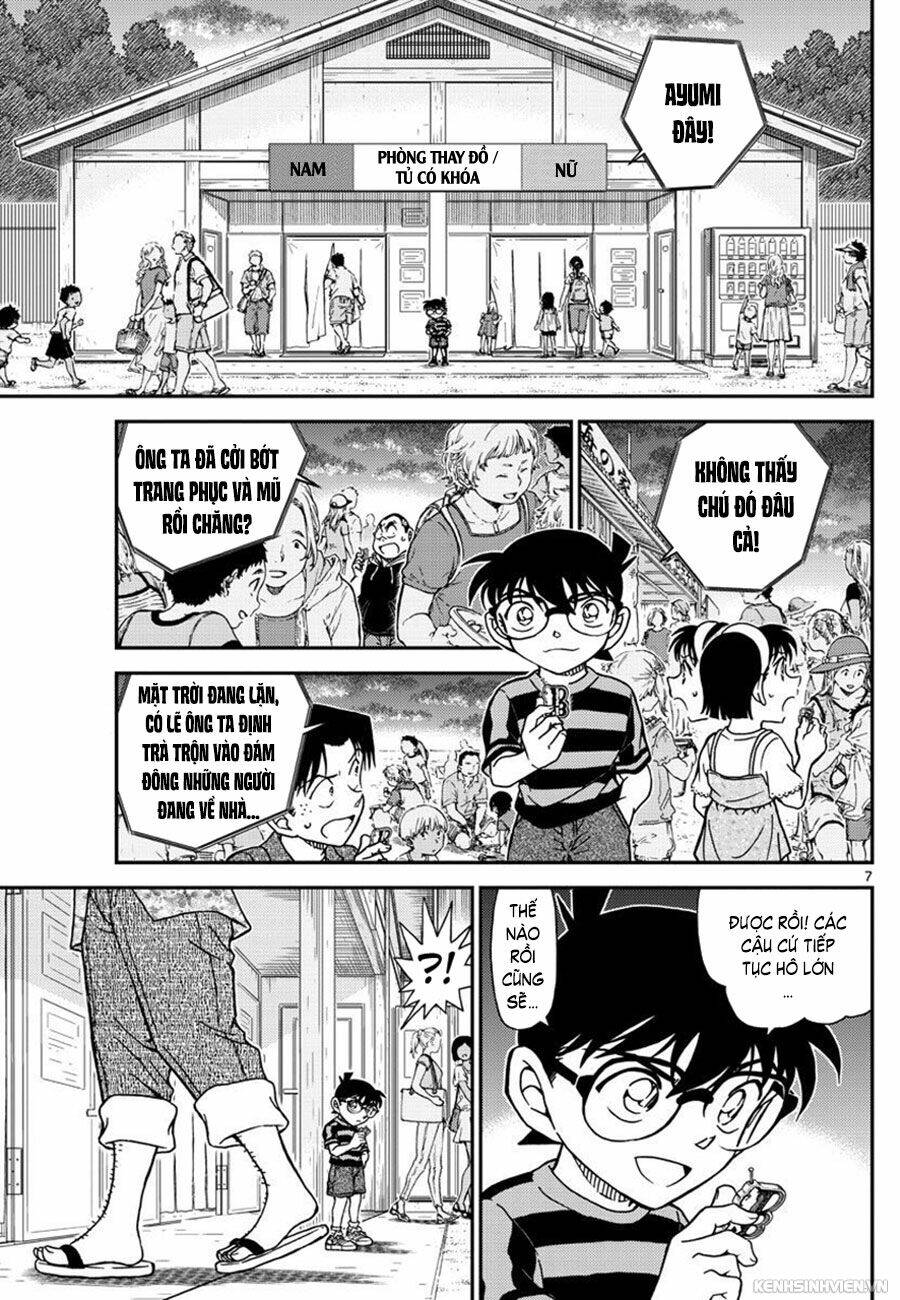 AYUMI
ĐÂY!
NAM
PHÒNG THAY ĐỒ /
TỦ CÓ KHÓA
NỮ
KHÔNG THẤY
CHÚ ĐÓ ĐÂU
CẢ!
ÔNG TA ĐÃ CỞI BỚT
TRANG PHỤC VÀ MŨ
RỒI CHĂNG?
MẶT TRỜI ĐANG LẶN,
CÓ LẼ ÔNG TA ĐỊNH
TRÀ TRỘN VÀO ĐÁM
ĐÔNG NHỮNG NGƯỜI
ĐANG VỀ NHÀ...
7
ĐƯỢC RỒI! CÁC
CẬU CỨ TIẾP
TỤC HÔ LỚN
...
THẾ
NÀO
RỒI
CŨNG
SẼ...
?!
KENHSINHVIEN.VN